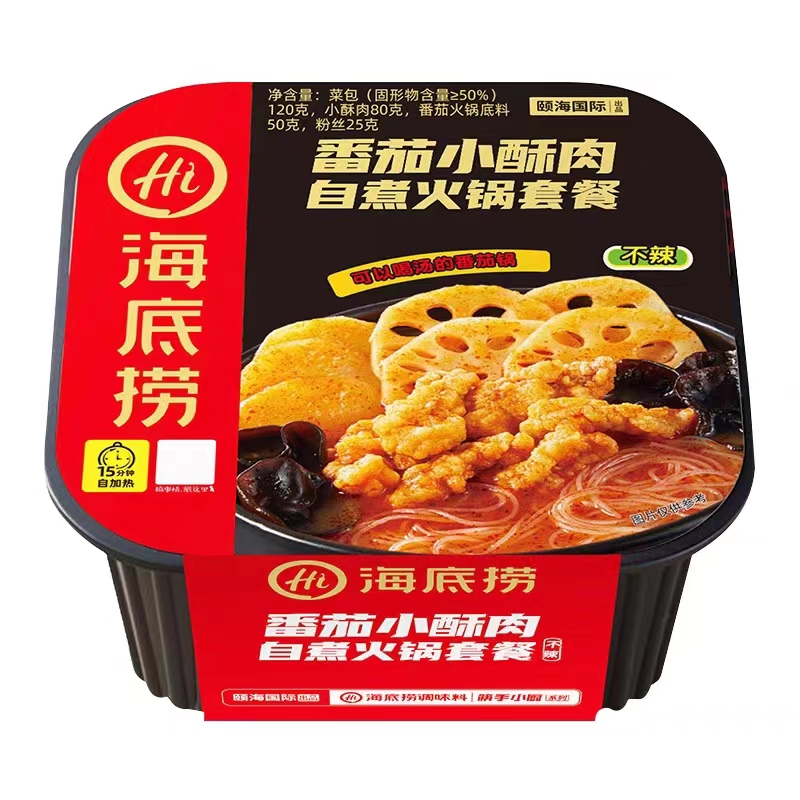 净含量：菜包（固形物含量≥50%）
120克，小酥肉80克，番茄火锅底料
50克，粉丝25克
颐海国际 出品
Hi
海底捞
番茄小酥肉
自煮火锅套餐
不辣
可以喝汤的番茄锅
15分钟
自加热
搞事情，戳这里
图片仅供参考
Hi 海底捞
番茄小酥肉
自煮火锅套餐 不辣
颐海国际 出品 Hi 海底捞调味料 筷手小厨 系列